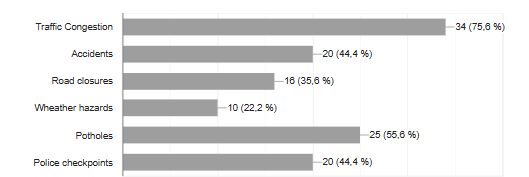 Traffic Congestion 34 (75,6 %)
Accidents 20 (44,4 %)
Road closures 16 (35,6 %)
Wheather hazards 10 (22,2 %)
Potholes 25 (55,6 %)
Police checkpoints 20 (44,4 %)